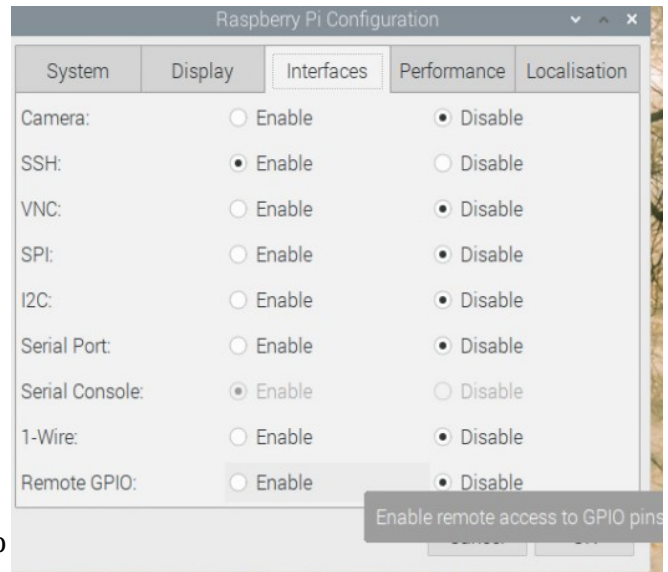 Raspberry Pi Configuration
System Display Interfaces Performance Localisation
Camera: Enable Disable
SSH: Enable Disable
VNC: Enable Disable
SPI: Enable Disable
I2C: Enable Disable
Serial Port: Enable Disable
Serial Console: Enable Disable
1-Wire: Enable Disable
Remote GPIO: Enable Disable
Enable remote access to GPIO pins